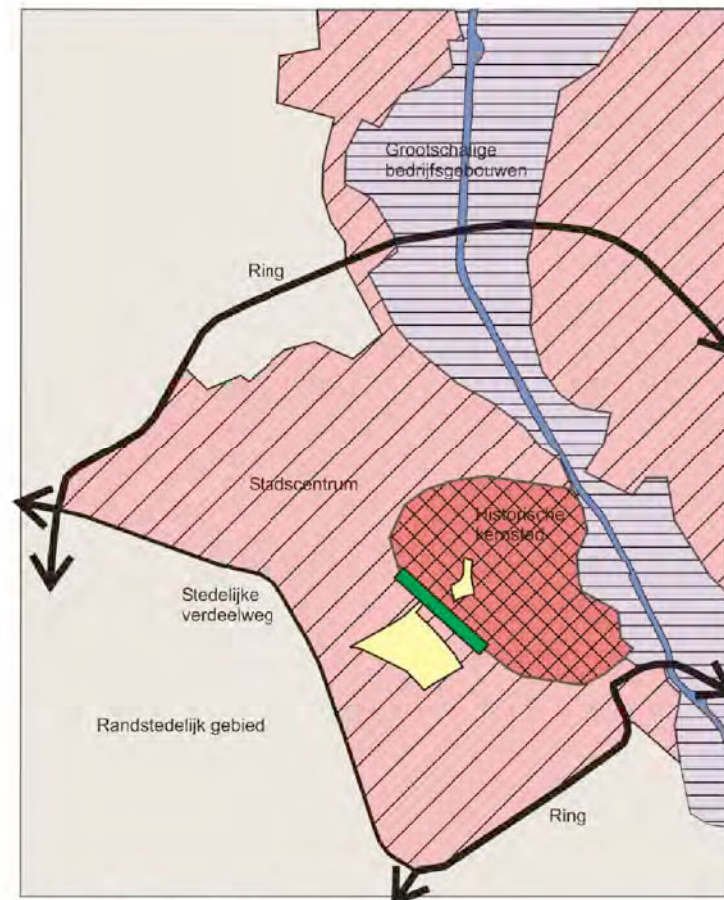 Grootschalige
bedrijfsgebouwen
Ring
Stadscentrum
Historische
kernstad
Stedelijke
verdeelweg
Randstedelijk gebied
Ring